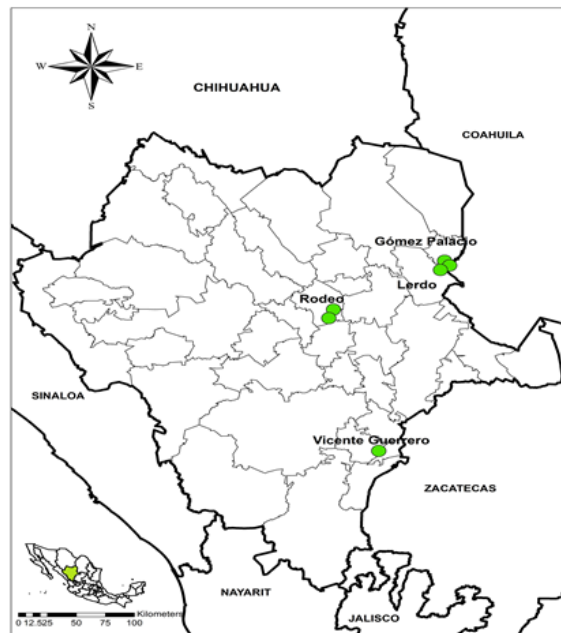 N
W E
S
CHIHUAHUA
COAHUILA
Gómez Palacio
Lerdo
Rodeo
SINALOA
Vicente Guerrero
ZACATECAS
NAYARIT
JALISCO
Kilometers
0 12.525 50 75 100